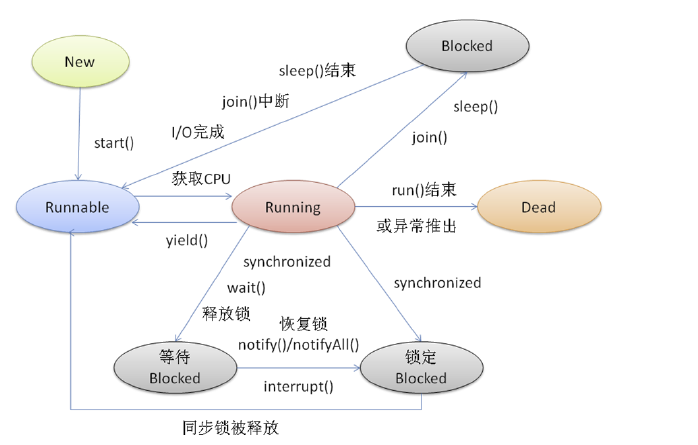 Blocked
New
sleep()结束
join()中断
I/O完成
sleep()
join()
start()
获取CPU
run()结束
Runnable
Running
Dead
或异常推出
yield()
synchronized
wait()
释放锁
synchronized
恢复锁
notify()/notifyAll()
等待
Blocked
锁定
Blocked
interrupt()
同步锁被释放